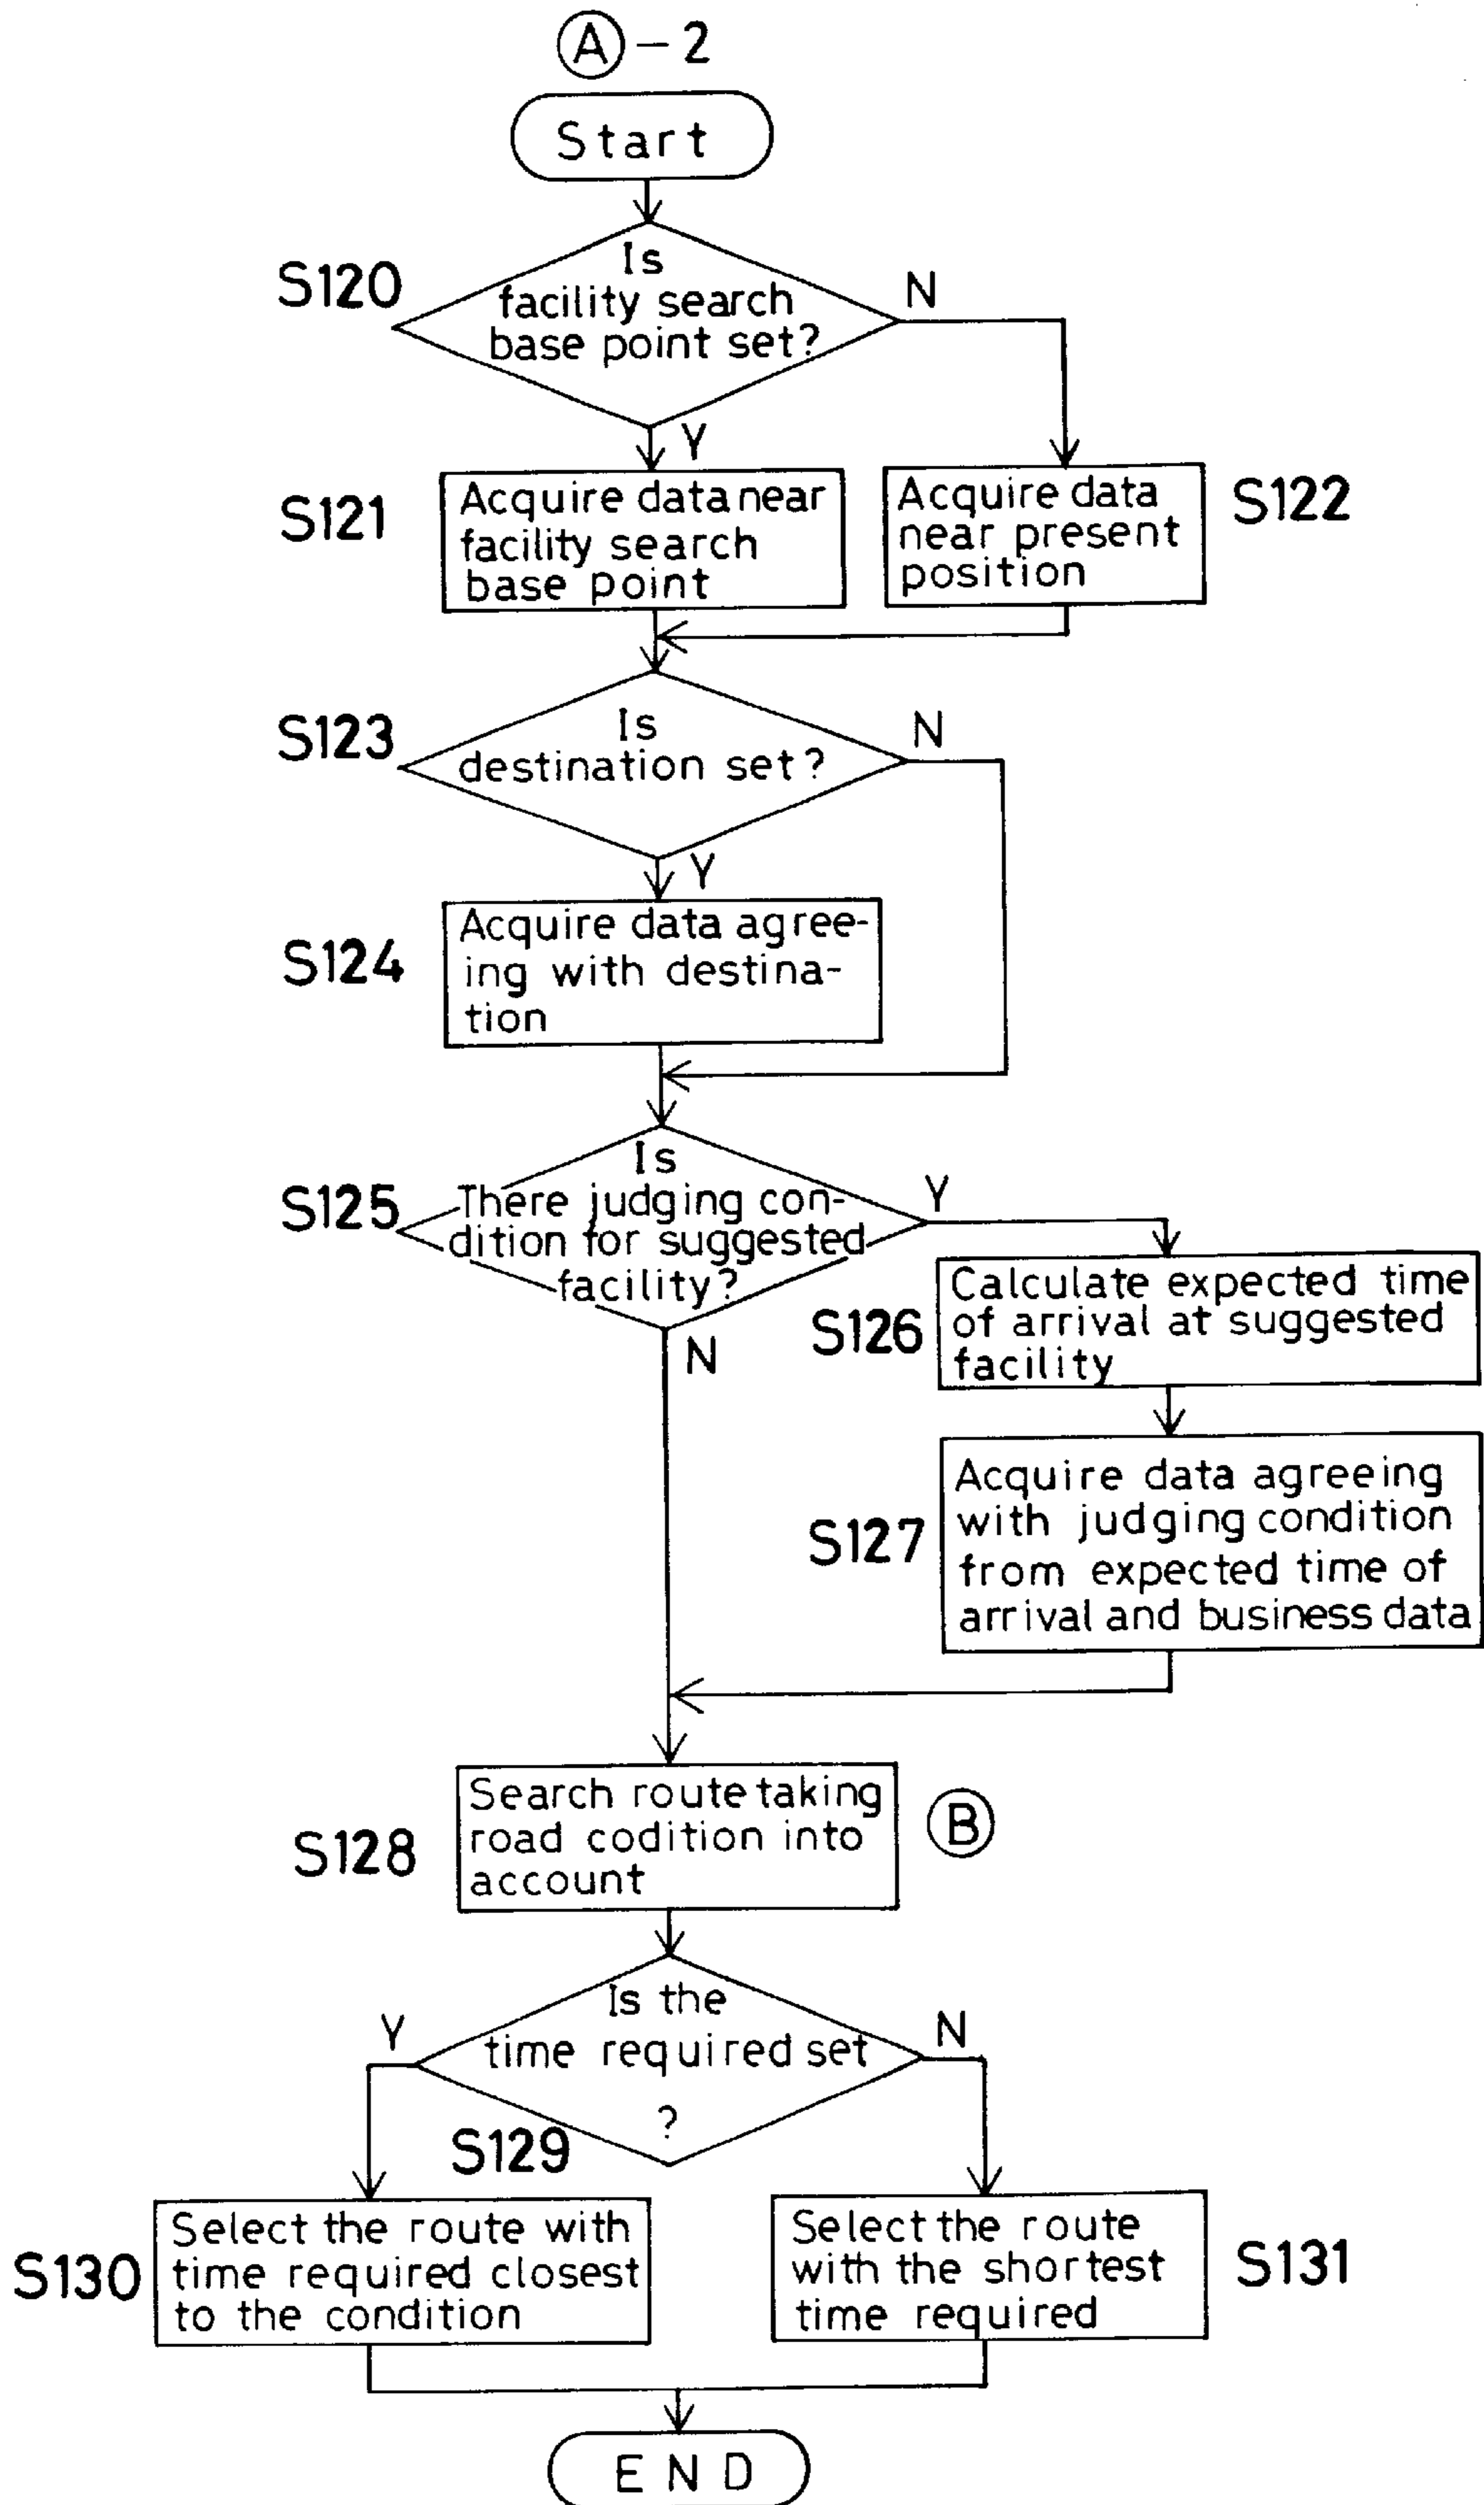 A - 2
Start
S120
Is
facility search
base point set?
N
Y
S121
Acquire data near
facility search
base point
Acquire data
near present
position
S122
S123
Is
destination set?
N
Y
S124
Acquire data agree-
ing with destina-
tion
S125
Is
There judging con-
dition for suggested
facility?
Y
N
S126
Calculate expected time
of arrival at suggested
facility
S127
Acquire data agreeing
with judging condition
from expected time of
arrival and business data
S128
Search route taking
road codition into
account
B
Is the
time required set
?
Y
N
S129
S130
Select the route with
time required closest
to the condition
Select the route
with the shortest
time required
S131
END